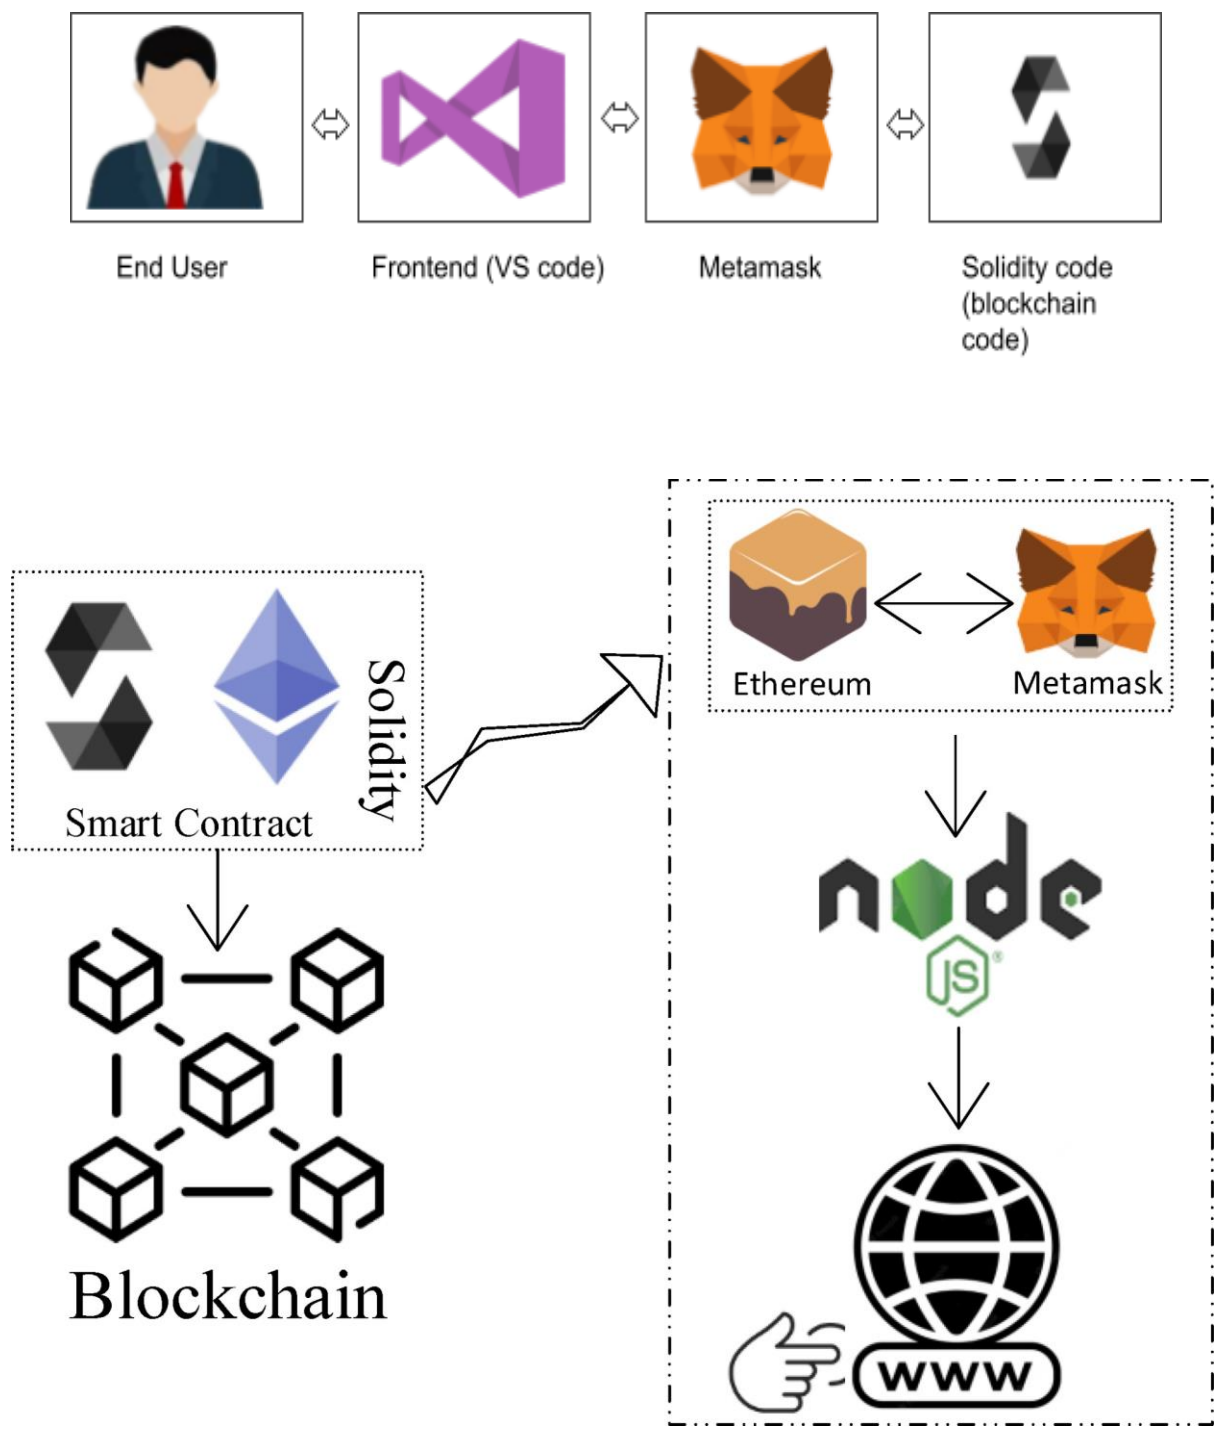 End User
Frontend (VS code)
Metamask
Solidity code
(blockchain
code)
Ethereum
Metamask
Solidity
Smart Contract
node
JS®
Blockchain
www